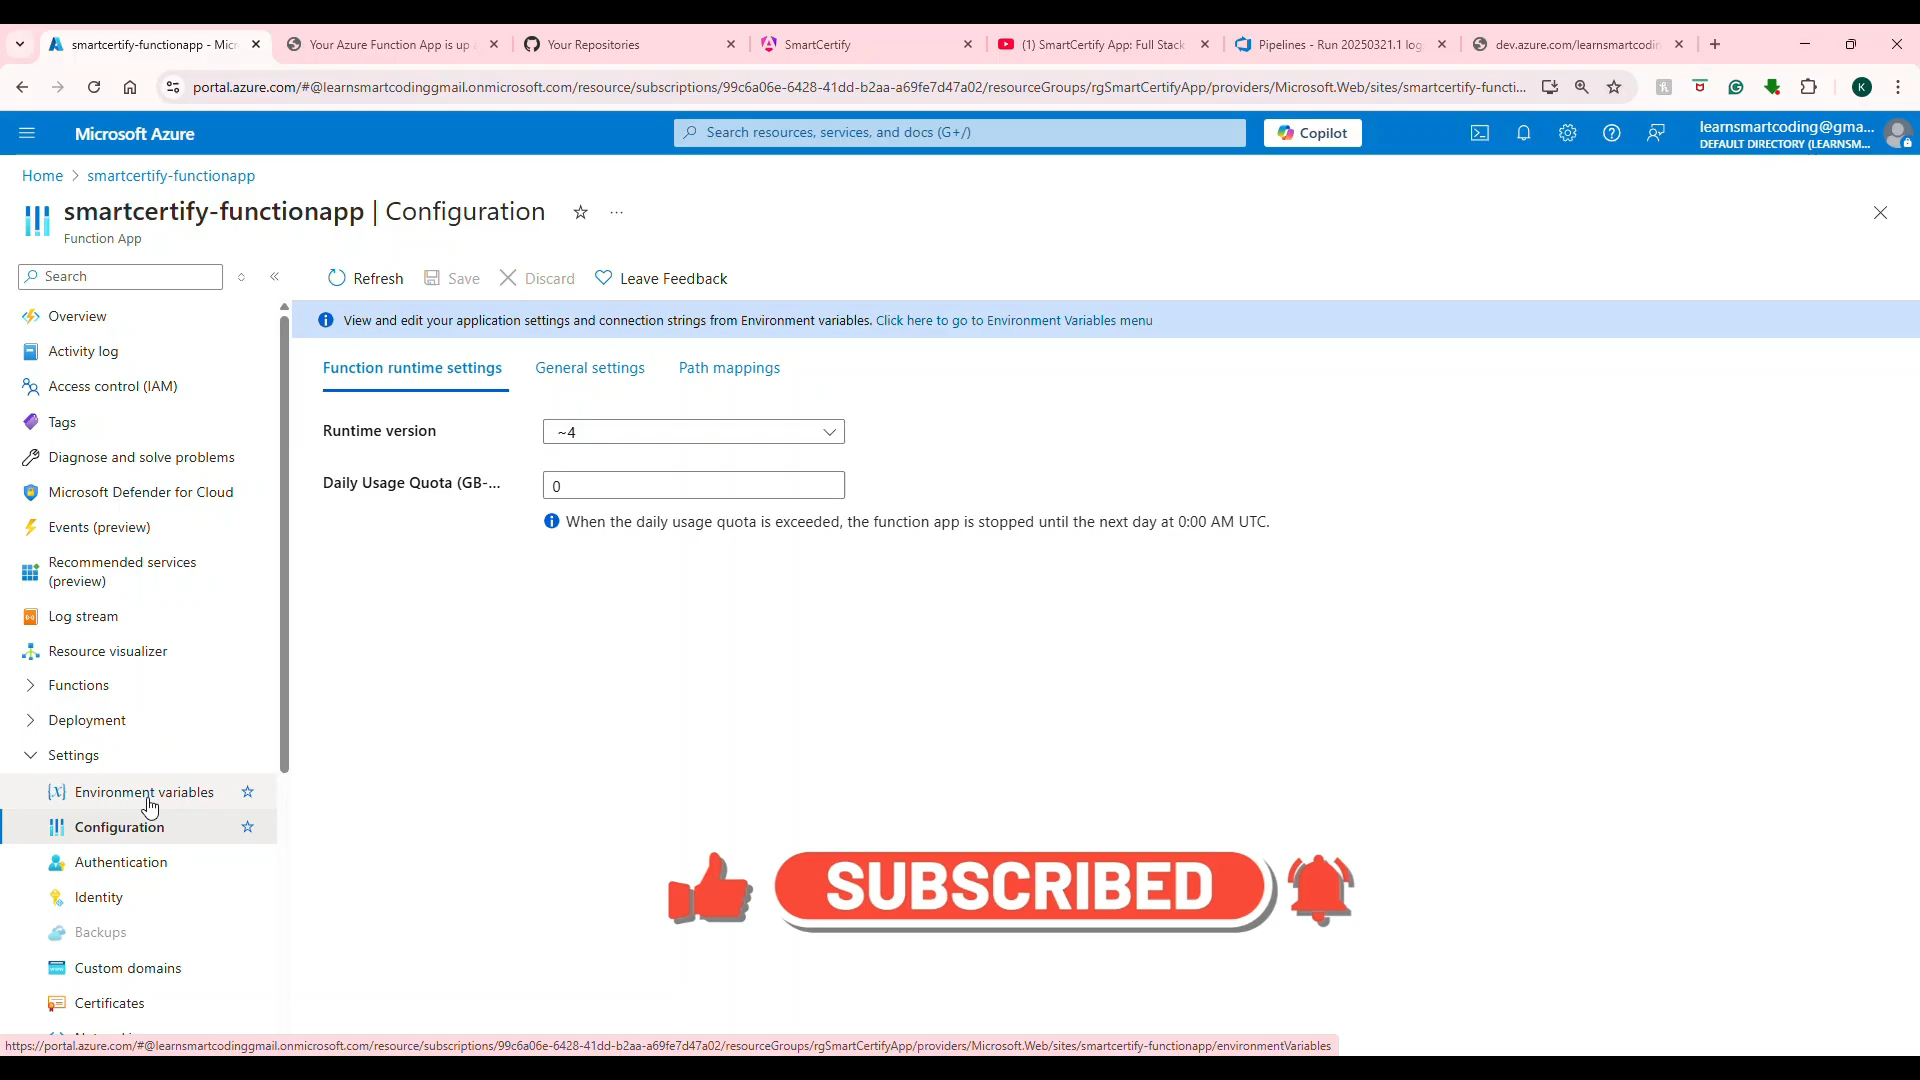 smartcertify-functionapp - Mic
Your Azure Function App is up
Your Repositories
SmartCertify
(1) SmartCertify App: Full Stack
Pipelines - Run 20250321.1 log
dev.azure.com/learnsmartcodin
portal.azure.com/#@learnsmartcodinggmail.onmicrosoft.com/resource/subscriptions/99c6a06e-6428-41dd-b2aa-a69fe7d47a02/resourceGroups/rgSmartCertifyApp/providers/Microsoft.Web/sites/smartcertify-functi...
K
Microsoft Azure
Search resources, services, and docs (G+/)
Copilot
learnsmartcoding@gma...
DEFAULT DIRECTORY (LEARNSM...
Home > smartcertify-functionapp
smartcertify-functionapp | Configuration
Function App
Search
Refresh
Save
Discard
Leave Feedback
View and edit your application settings and connection strings from Environment variables. Click here to go to Environment Variables menu
Function runtime settings
General settings
Path mappings
Runtime version
~4
Daily Usage Quota (GB-...
0
When the daily usage quota is exceeded, the function app is stopped until the next day at 0:00 AM UTC.
Overview
Activity log
Access control (IAM)
Tags
Diagnose and solve problems
Microsoft Defender for Cloud
Events (preview)
Recommended services
(preview)
Log stream
Resource visualizer
Functions
Deployment
Settings
Environment variables
Configuration
Authentication
Identity
Backups
Custom domains
Certificates
SUBSCRIBED
https://portal.azure.com/#@learnsmartcodinggmail.onmicrosoft.com/resource/subscriptions/99c6a06e-6428-41dd-b2aa-a69fe7d47a02/resourceGroups/rgSmartCertifyApp/providers/Microsoft.Web/sites/smartcertify-functionapp/environmentVariables